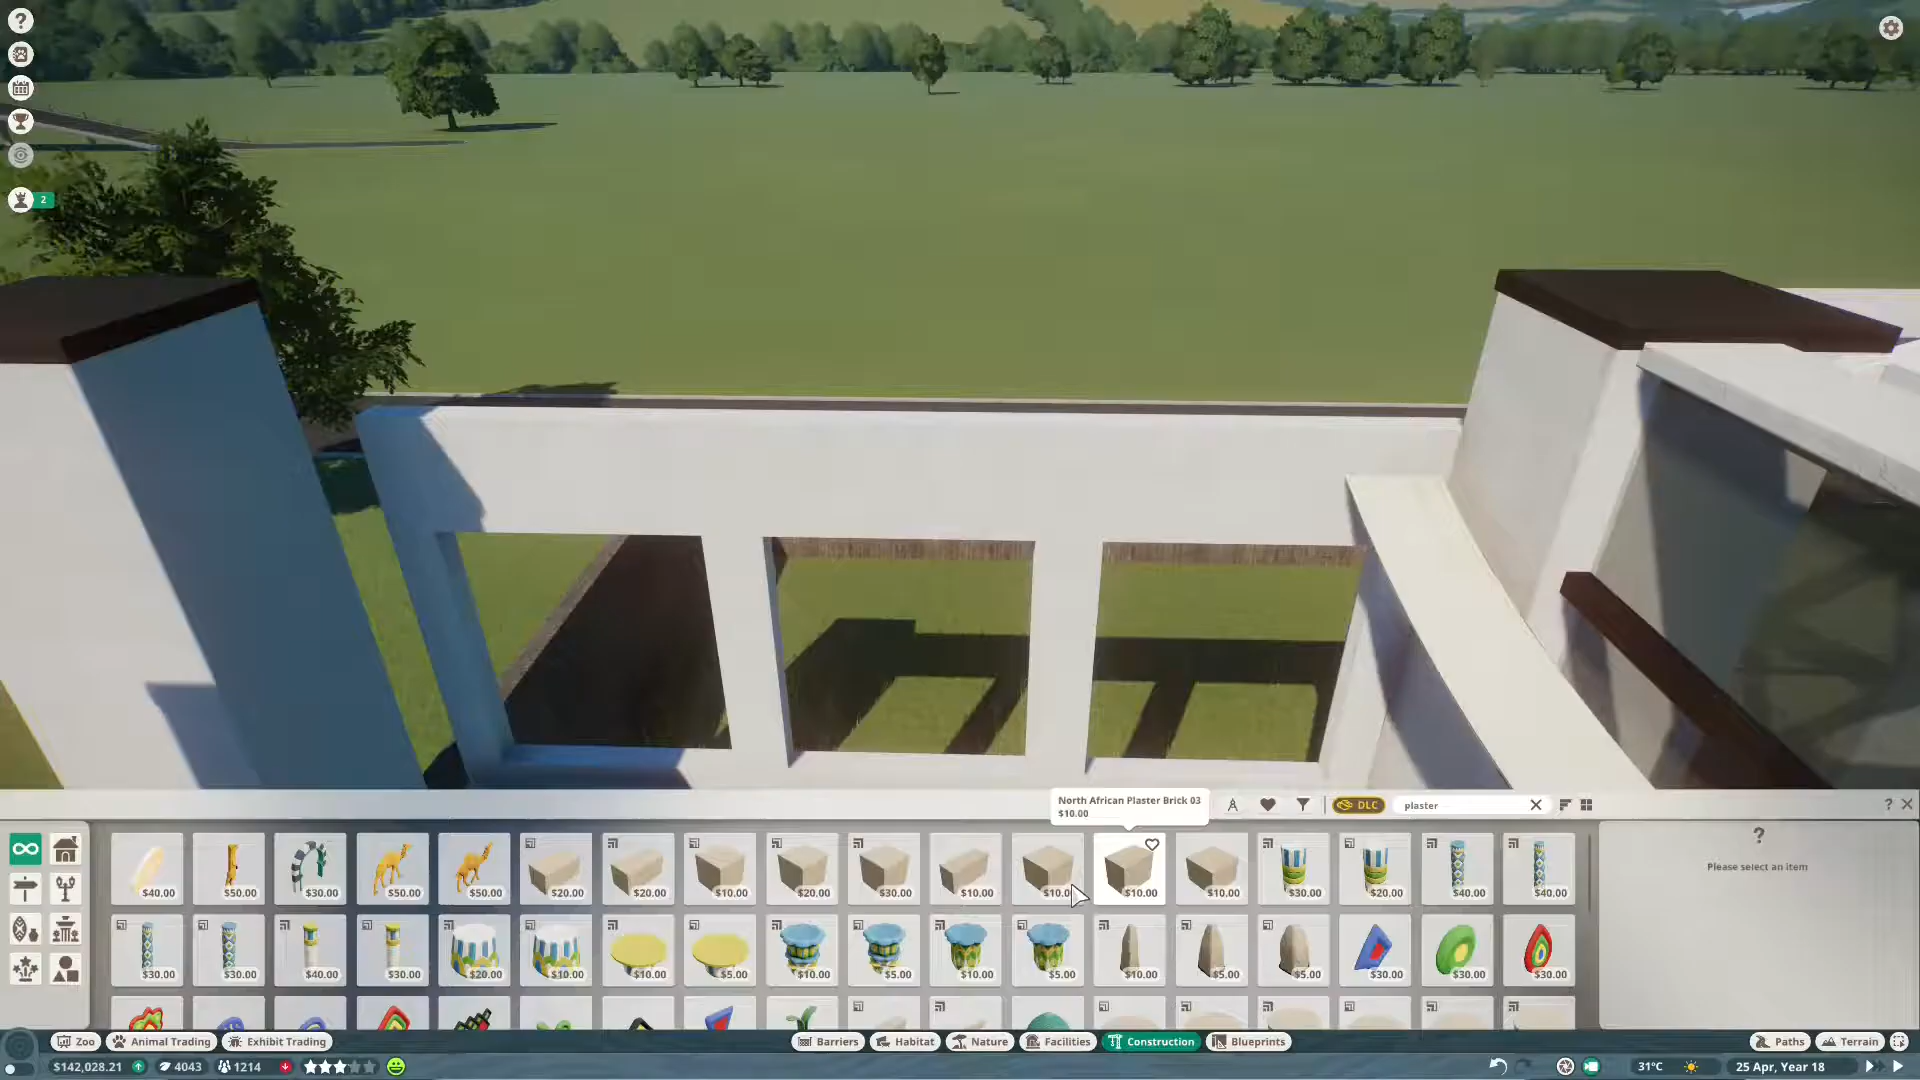 ?
2
North African Plaster Brick 03
$10.00
DLC
plaster
?
$40.00 $50.00 $30.00 $50.00 $50.00 $20.00 $20.00 $10.00 $20.00 $30.00 $10.00 $10.00 $10.00 $10.00 $30.00 $20.00 $40.00 $40.00
$30.00 $30.00 $40.00 $30.00 $20.00 $10.00 $10.00 $5.00 $10.00 $5.00 $10.00 $5.00 $10.00 $5.00 $5.00 $30.00 $30.00 $30.00
?
Please select an item
Zoo Animal Trading Exhibit Trading Barriers Habitat Nature Facilities Construction Blueprints Paths Terrain
$142,028.21 4043 1214 31°C 25 Apr, Year 18